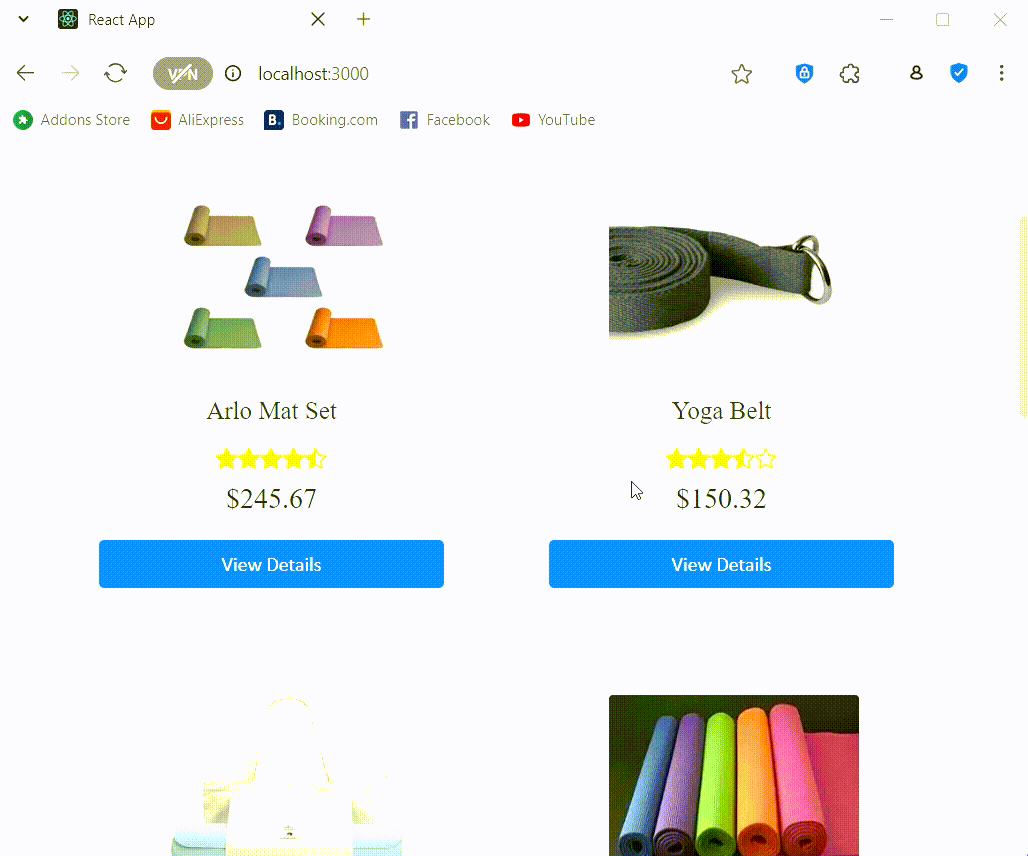 React App
VPN
localhost:3000
Addons Store
AliExpress
B. Booking.com
Facebook
YouTube
Arlo Mat Set
Yoga Belt
$245.67
$150.32
View Details
View Details